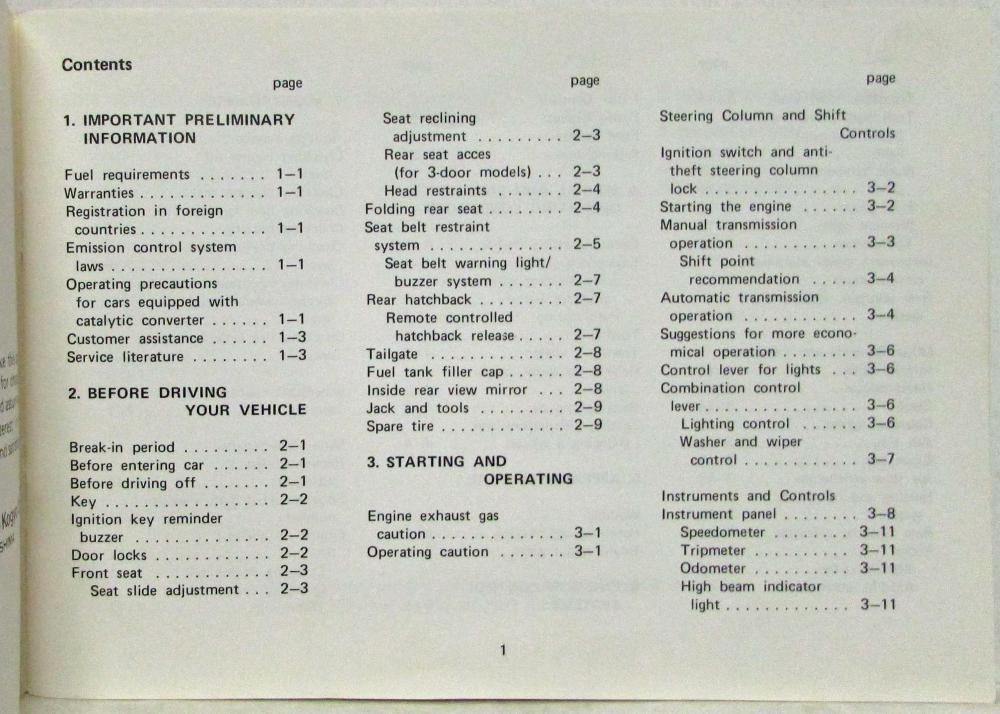 Contents
page
1. IMPORTANT PRELIMINARY
INFORMATION
Fuel requirements . . . . . . . 1–1
Warranties . . . . . . . . . . . . 1–1
Registration in foreign
countries . . . . . . . . . . . . 1–1
Emission control system
laws . . . . . . . . . . . . . . . 1–1
Operating precautions
for cars equipped with
catalytic converter . . . . . . 1–1
Customer assistance . . . . . . 1–3
Service literature . . . . . . . . 1–3
2. BEFORE DRIVING
YOUR VEHICLE
Break-in period . . . . . . . . . 2–1
Before entering car . . . . . . 2–1
Before driving off . . . . . . . 2–1
Key . . . . . . . . . . . . . . . . 2–2
Ignition key reminder
buzzer . . . . . . . . . . . . . 2–2
Door locks . . . . . . . . . . . 2–2
Front seat . . . . . . . . . . . . 2–3
Seat slide adjustment . . . 2–3
page
Seat reclining
adjustment . . . . . . . . . 2–3
Rear seat acces
(for 3-door models) . . . 2–3
Head restraints . . . . . . . 2–4
Folding rear seat . . . . . . . . 2–4
Seat belt restraint
system . . . . . . . . . . . . . 2–5
Seat belt warning light/
buzzer system . . . . . . . 2–7
Rear hatchback . . . . . . . . . 2–7
Remote controlled
hatchback release . . . . . 2–7
Tailgate . . . . . . . . . . . . . 2–8
Fuel tank filler cap . . . . . . 2–8
Inside rear view mirror . . . 2–8
Jack and tools . . . . . . . . . 2–9
Spare tire . . . . . . . . . . . . 2–9
3. STARTING AND
OPERATING
Engine exhaust gas
caution . . . . . . . . . . . . . 3–1
Operating caution . . . . . . . 3–1
page
Steering Column and Shift
Controls
Ignition switch and anti-
theft steering column
lock . . . . . . . . . . . . . . . 3–2
Starting the engine . . . . . . 3–2
Manual transmission
operation . . . . . . . . . . . . 3–3
Shift point
recommendation . . . . . 3–4
Automatic transmission
operation . . . . . . . . . . . . 3–4
Suggestions for more econo-
mical operation . . . . . . . . 3–6
Control lever for lights . . . 3–6
Combination control
lever . . . . . . . . . . . . . . . 3–6
Lighting control . . . . . . 3–6
Washer and wiper
control . . . . . . . . . . . . 3–7
Instruments and Controls
Instrument panel . . . . . . . . 3–8
Speedometer . . . . . . . . . 3–11
Tripmeter . . . . . . . . . . . 3–11
Odometer . . . . . . . . . . . 3–11
High beam indicator
light . . . . . . . . . . . . . 3–11
1